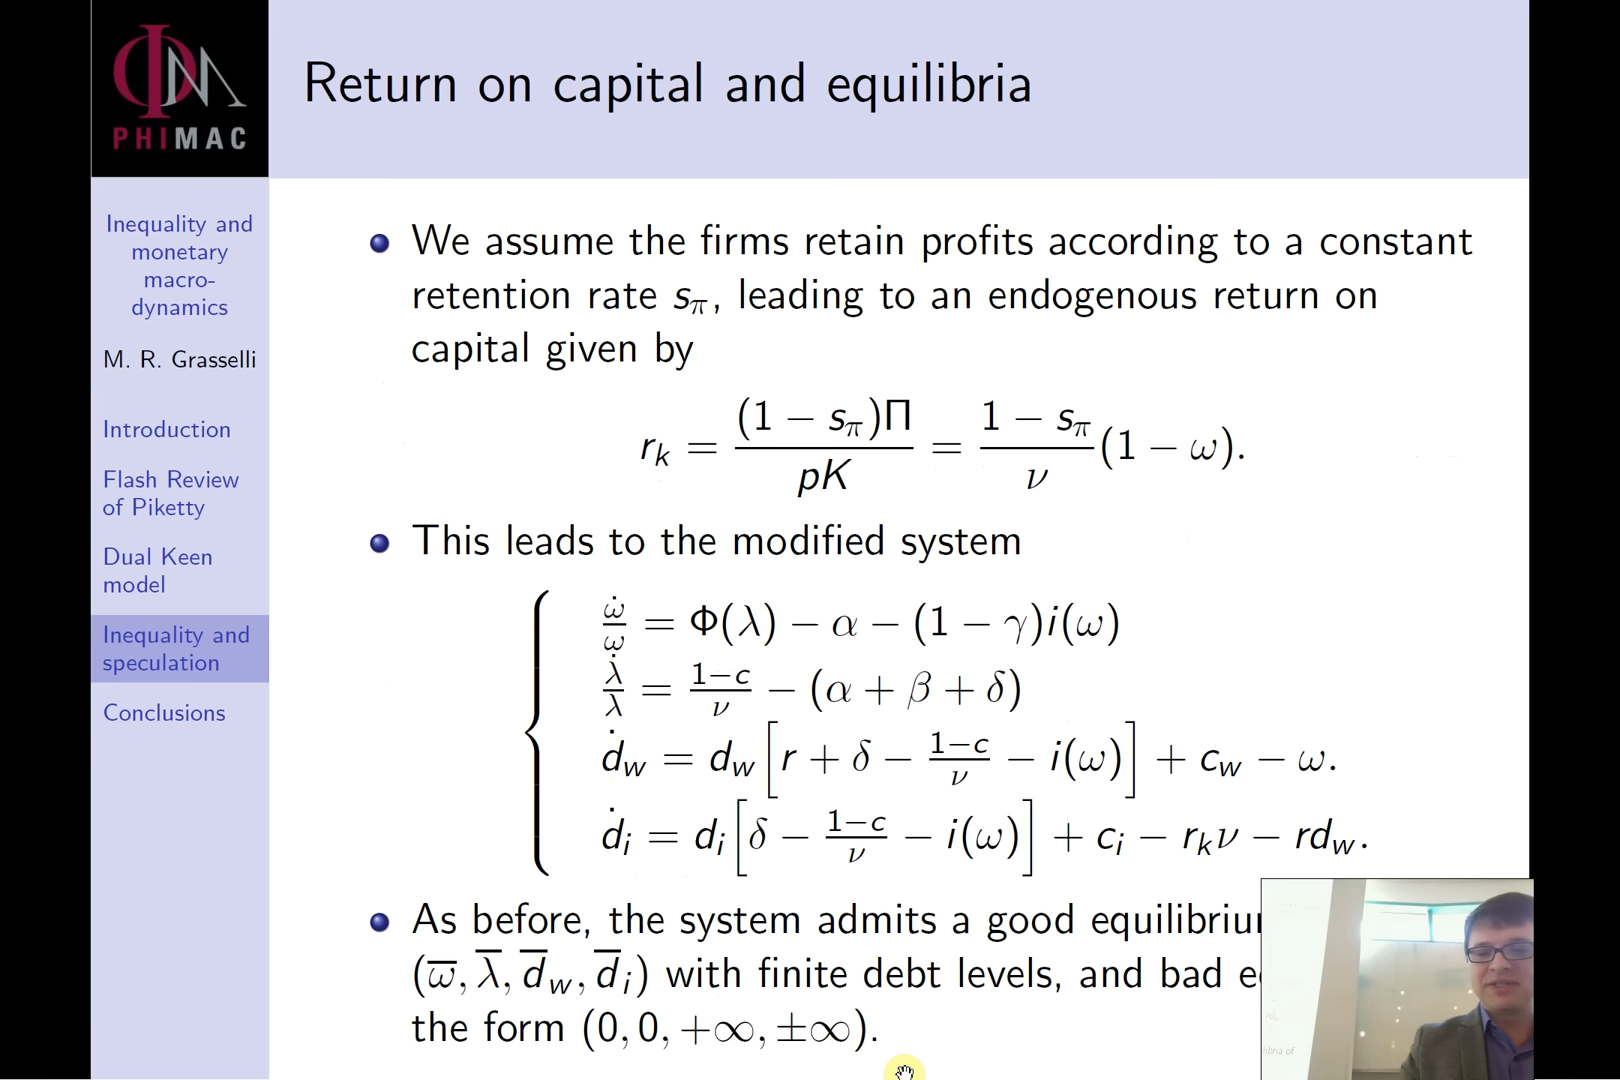 PHIMAC
Return on capital and equilibria
Inequality and
monetary
macro-
dynamics
M. R. Grasselli
Introduction
Flash Review
of Piketty
Dual Keen
model
Inequality and
speculation
Conclusions
We assume the firms retain profits according to a constant
retention rate s_π, leading to an endogenous return on
capital given by
r_k = (1 − s_π)Π / pK = (1 − s_π)/ν (1 − ω).
This leads to the modified system
ω̇/ω = Φ(λ) − α − (1 − γ)i(ω)
λ̇/λ = (1−c)/ν − (α + β + δ)
ḋ_w = d_w [r + δ − (1−c)/ν − i(ω)] + c_w − ω.
ḋ_i = d_i [δ − (1−c)/ν − i(ω)] + c_i − r_k ν − rd_w.
As before, the system admits a good
(ω̅, λ̅, d̅_w, d̅_i) with finite debt levels, and bad
the form (0, 0, +∞, ±∞).